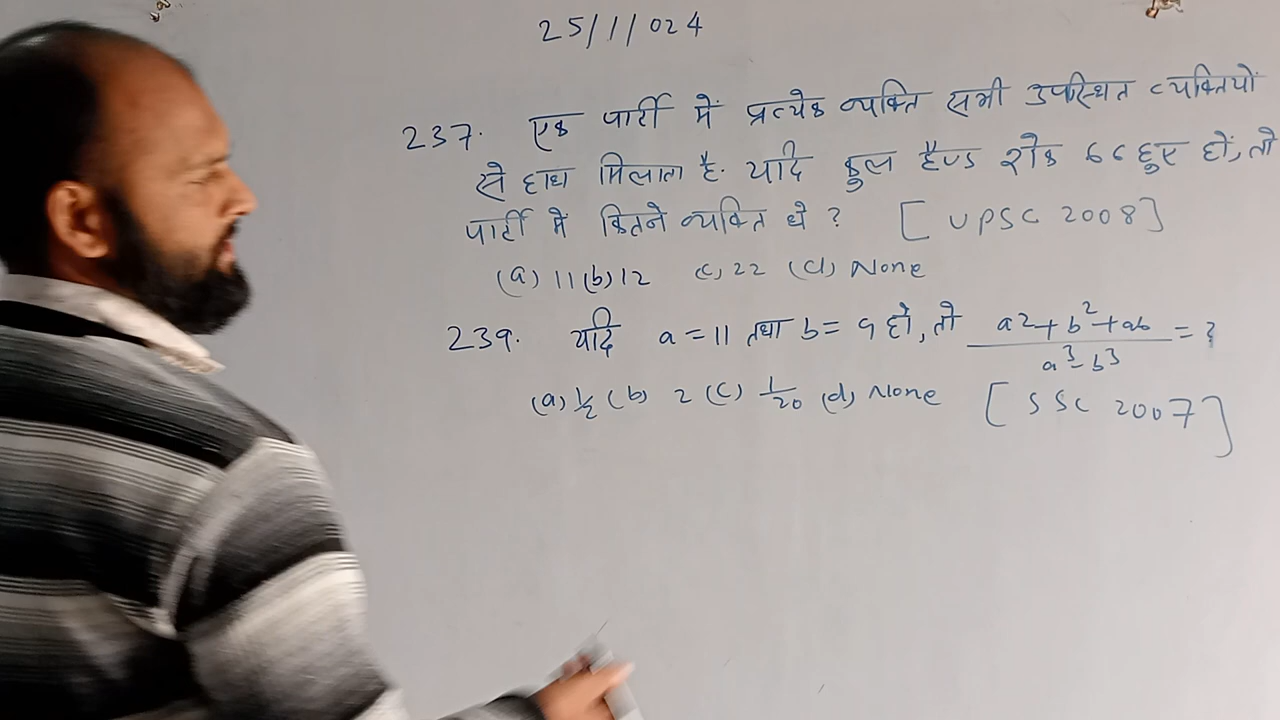 25/1/024
237. एक पार्टी में प्रत्येक व्यक्ति सभी उपस्थित व्यक्तियों
से हाथ मिलाता है. यदि कुल हैण्ड शेक 66 हुए हों, तो
पार्टी में कितने व्यक्ति थे ? [UPSC 2008]
(a) 11 (b) 12 (c) 22 (d) None
239. यदि a = 11 तथा b = 9 हो, तो (a2+b²+ab)/(a³-b³) = ?
(a) 1/2 (b) 2 (c) 1/20 (d) None [SSC 2007]